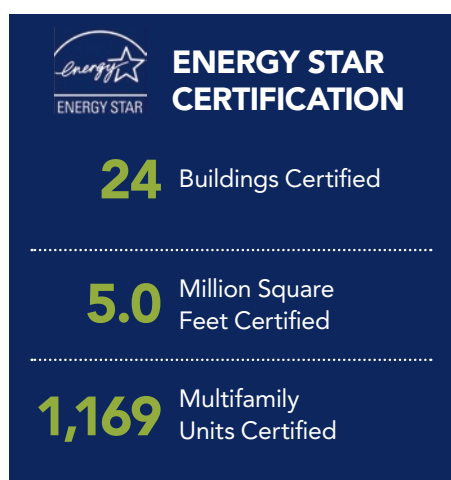 energy
ENERGY STAR
ENERGY STAR
CERTIFICATION
24 Buildings Certified
5.0 Million Square
Feet Certified
1,169 Multifamily
Units Certified